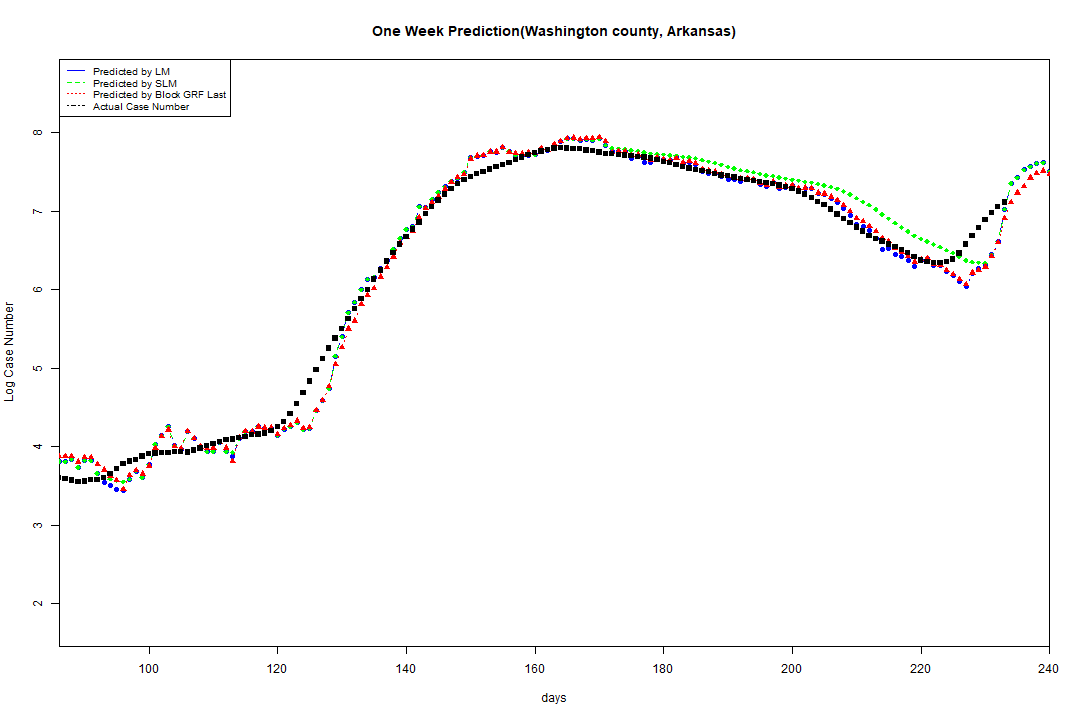 One Week Prediction(Washington county, Arkansas)
Predicted by LM
Predicted by SLM
Predicted by Block GRF Last
Actual Case Number
8
7
6
5
4
3
2
Log Case Number
100 120 140 160 180 200 220 240
days